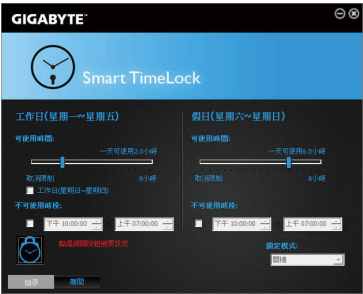 GIGABYTE™
Smart TimeLock
工作日(星期一~星期五)
假日(星期六~星期日)
可使用時間:
可使用時間:
一天可使用2.0小時
一天可使用6.0小時
取消限制
8小時
取消限制
8小時
工作日(星期日~星期四)
不可使用時段:
不可使用時段:
下午 10:00:00
-
上午 07:00:00
下午 10:00:00
-
上午 07:00:00
點選鎖頭按鈕變更設定
鎖定模式:
關機
儲存
離開